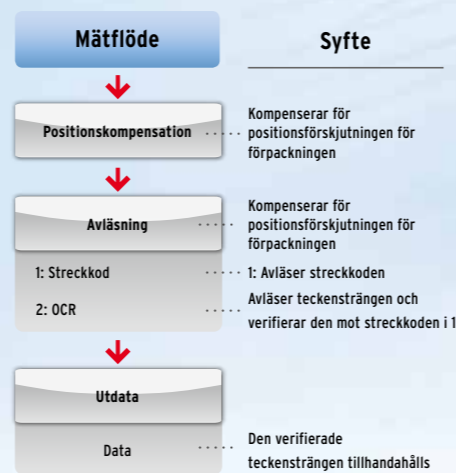 Mätflöde
Syfte
Positionskompensation
Kompenserar för
positionsförskjutningen för
förpackningen
Avläsning
Kompenserar för
positionsförskjutningen för
förpackningen
1: Streckkod
1: Avläser streckkoden
2: OCR
Avläser teckensträngen och
verifierar den mot streckkoden i 1
Utdata
Data
Den verifierade
teckensträngen tillhandahålls